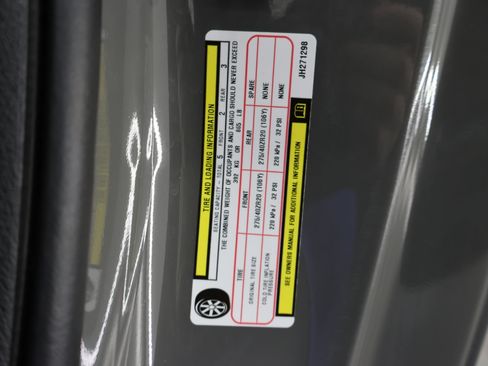 TIRE AND LOADING INFORMATION
SEATING CAPACITY - TOTAL 5 FRONT 2 REAR 3
THE COMBINED WEIGHT OF OCCUPANTS AND CARGO SHOULD NEVER EXCEED
392 KG OR 865 LB
TIRE FRONT REAR SPARE
ORIGINAL TIRE SIZE 275/40ZR20 (106Y) 275/40ZR20 (106Y) NONE
COLD TIRE INFLATION PRESSURE 220 kPa / 32 PSI 220 kPa / 32 PSI NONE
SEE OWNERS MANUAL FOR ADDITIONAL INFORMATION
JH271298